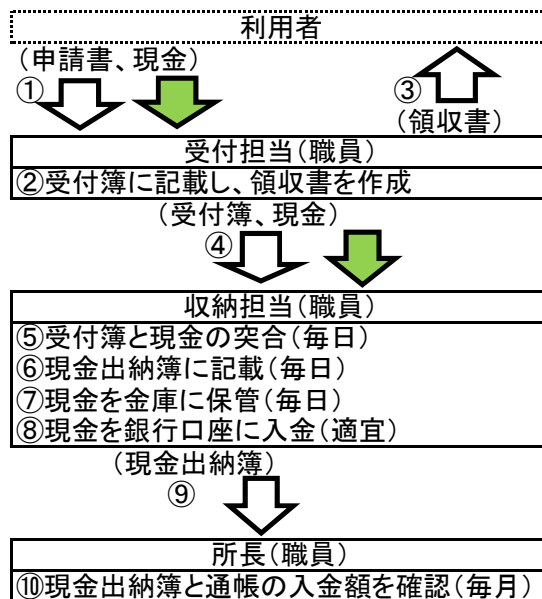 利用者
(申請書、現金)
① ③
(領収書)
受付担当(職員)
②受付簿に記載し、領収書を作成
(受付簿、現金)
④
収納担当(職員)
⑤受付簿と現金の突合(毎日)
⑥現金出納簿に記載(毎日)
⑦現金を金庫に保管(毎日)
⑧現金を銀行口座に入金(適宜)
(現金出納簿)
⑨
所長(職員)
⑩現金出納簿と通帳の入金額を確認(毎月)